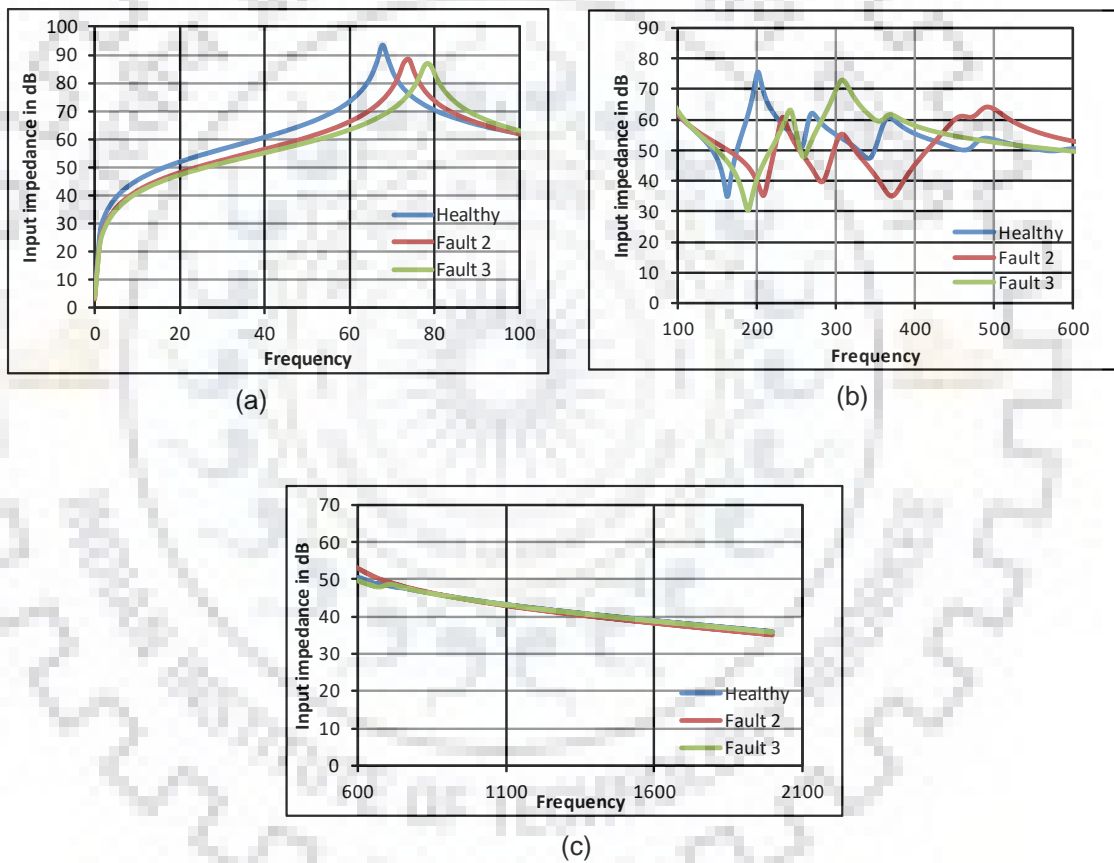 100
90
80
70
60
50
40
30
20
10
0
Input impedance in dB
Healthy
Fault 2
Fault 3
0 20 40 60 80 100
Frequency
(a)
90
80
70
60
50
40
30
20
10
0
Input impedance in dB
Healthy
Fault 2
Fault 3
100 200 300 400 500 600
Frequency
(b)
70
60
50
40
30
20
10
0
Input impedance in dB
Healthy
Fault 2
Fault 3
600 1100 1600 2100
Frequency
(c)